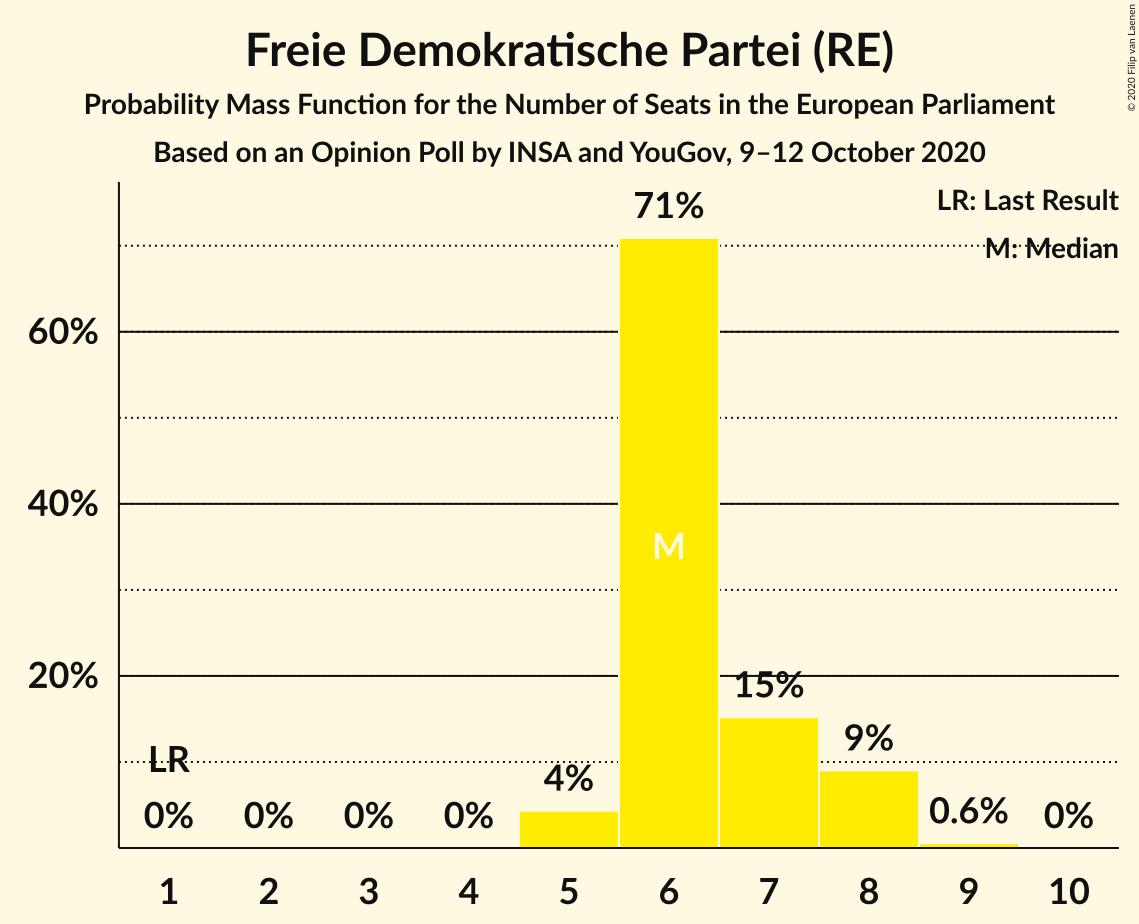 Freie Demokratische Partei (RE)
Probability Mass Function for the Number of Seats in the European Parliament
Based on an Opinion Poll by INSA and YouGov, 9–12 October 2020
© 2020 Filip van Laenen
LR: Last Result
M: Median
71%
60%
40%
M
20%
15%
LR
9%
4%
0%
0%
0%
0%
0.6%
0%
1 2 3 4 5 6 7 8 9 10